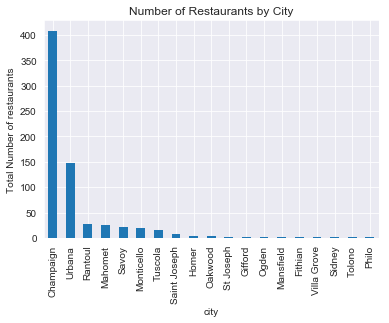 Number of Restaurants by City
Total Number of restaurants
400
350
300
250
200
150
100
50
0
Champaign
Urbana
Rantoul
Mahomet
Savoy
Monticello
Tuscola
Saint Joseph
Homer
Oakwood
St Joseph
Gifford
Ogden
Mansfield
Fithian
Villa Grove
Sidney
Tolono
Philo
city